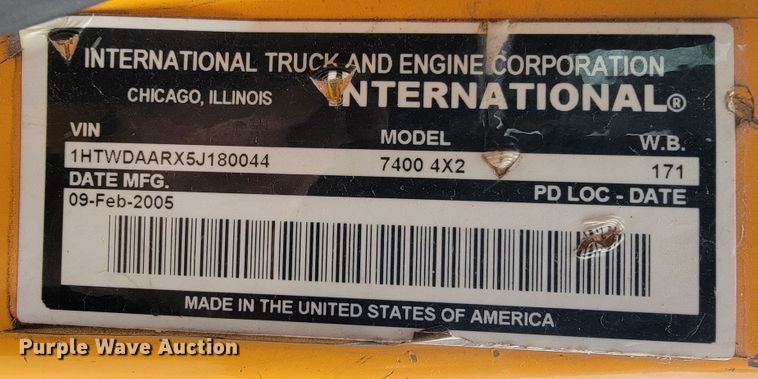 INTERNATIONAL TRUCK AND ENGINE CORPORATION
CHICAGO, ILLINOIS INTERNATIONAL®
VIN MODEL W.B.
1HTWDAARX5J180044 7400 4X2 171
DATE MFG. PD LOC - DATE
09-Feb-2005
MADE IN THE UNITED STATES OF AMERICA
Purple Wave Auction